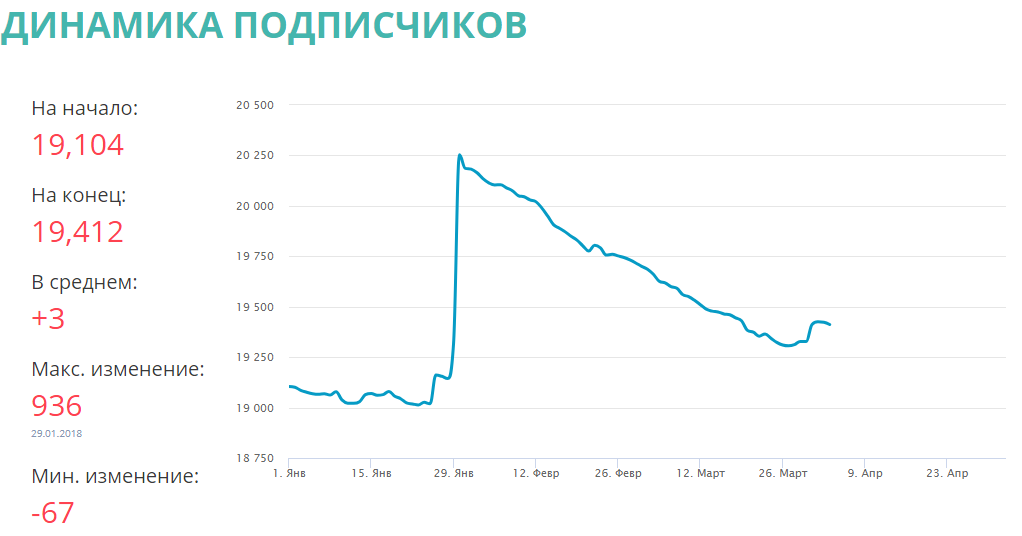 ДИНАМИКА ПОДПИСЧИКОВ
На начало:
19,104
На конец:
19,412
В среднем:
+3
Макс. изменение:
936
29.01.2018
Мин. изменение:
-67
20 500
20 250
20 000
19 750
19 500
19 250
19 000
18 750
1. Янв 15. Янв 29. Янв 12. Февр 26. Февр 12. Март 26. Март 9. Апр 23. Апр